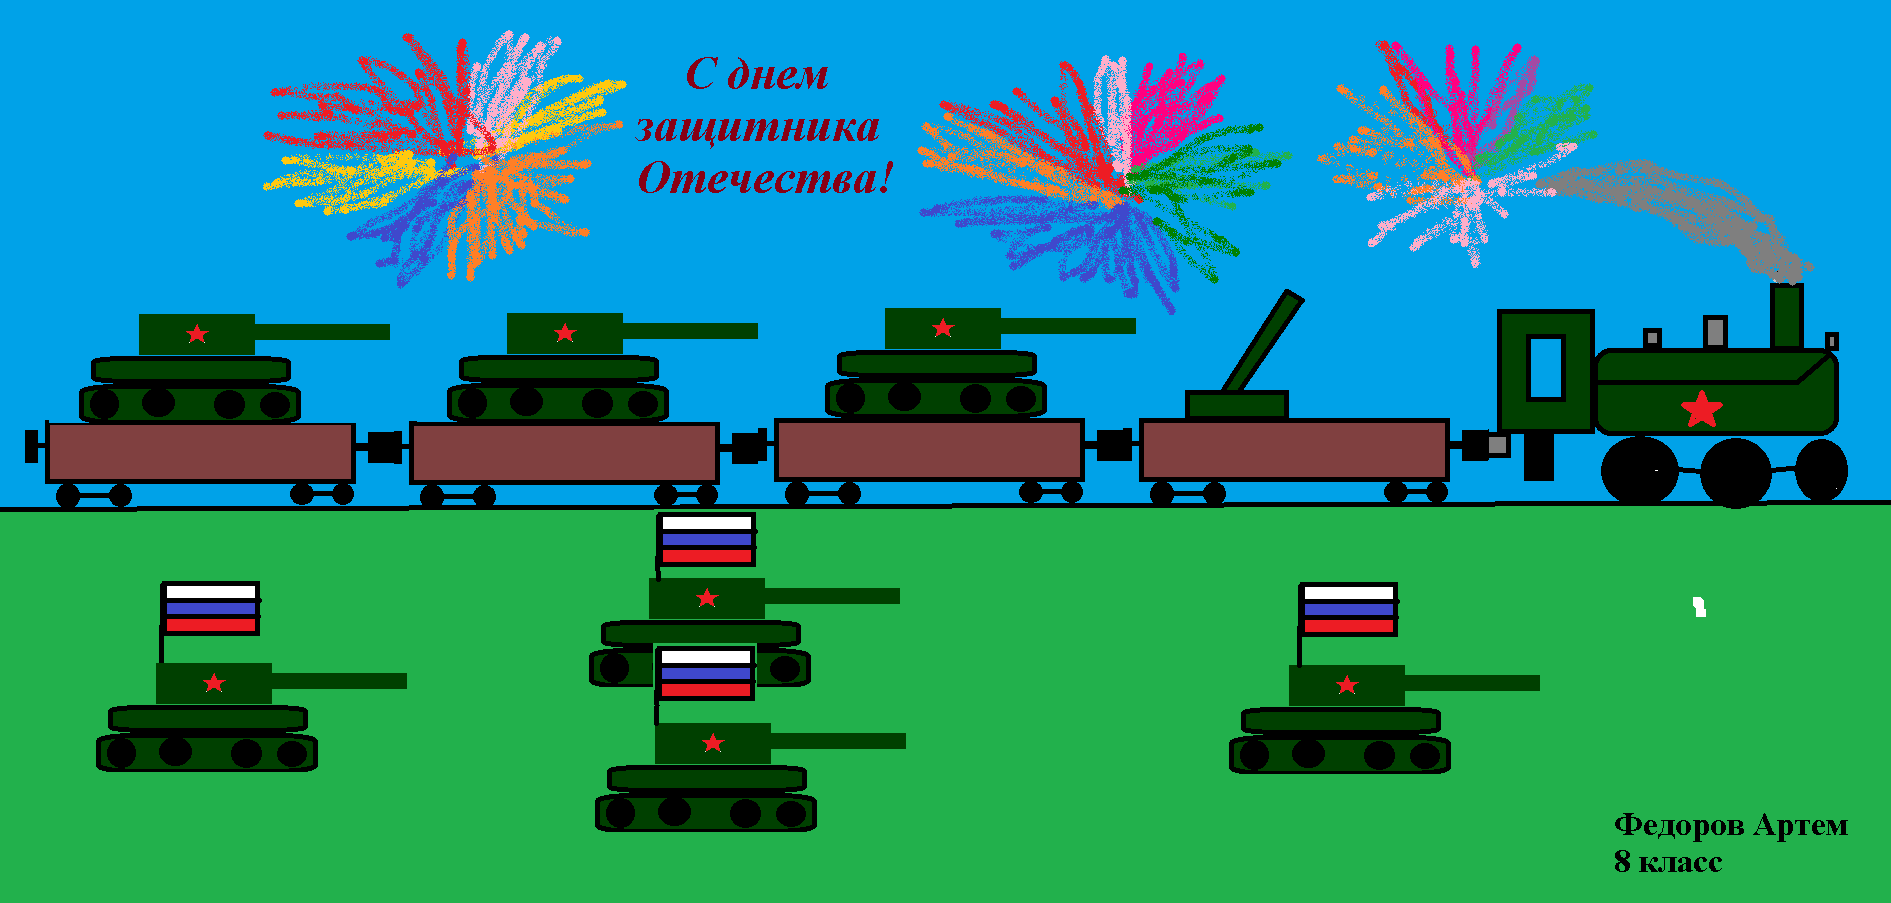 С днем
защитника
Отечества!
Федоров Артем
8 класс